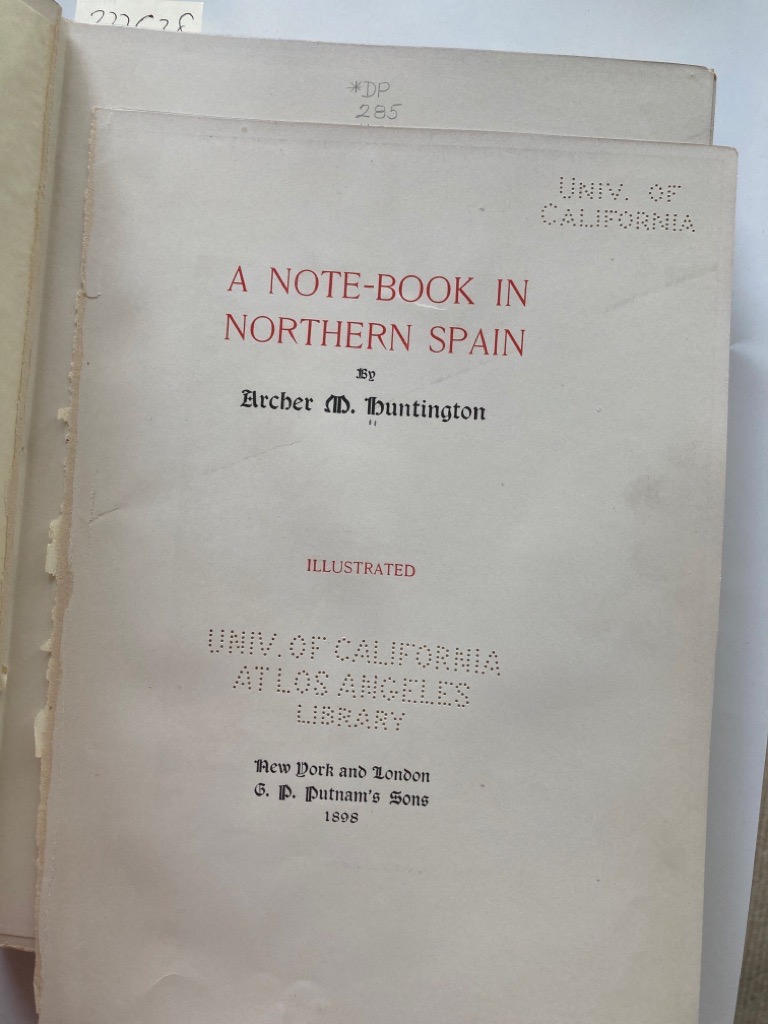 *DP
285
UNIV. OF
CALIFORNIA
A NOTE-BOOK IN
NORTHERN SPAIN
By
Archer M. Huntington
ILLUSTRATED
UNIV. OF CALIFORNIA
AT LOS ANGELES
LIBRARY
New York and London
G. P. Putnam's Sons
1898